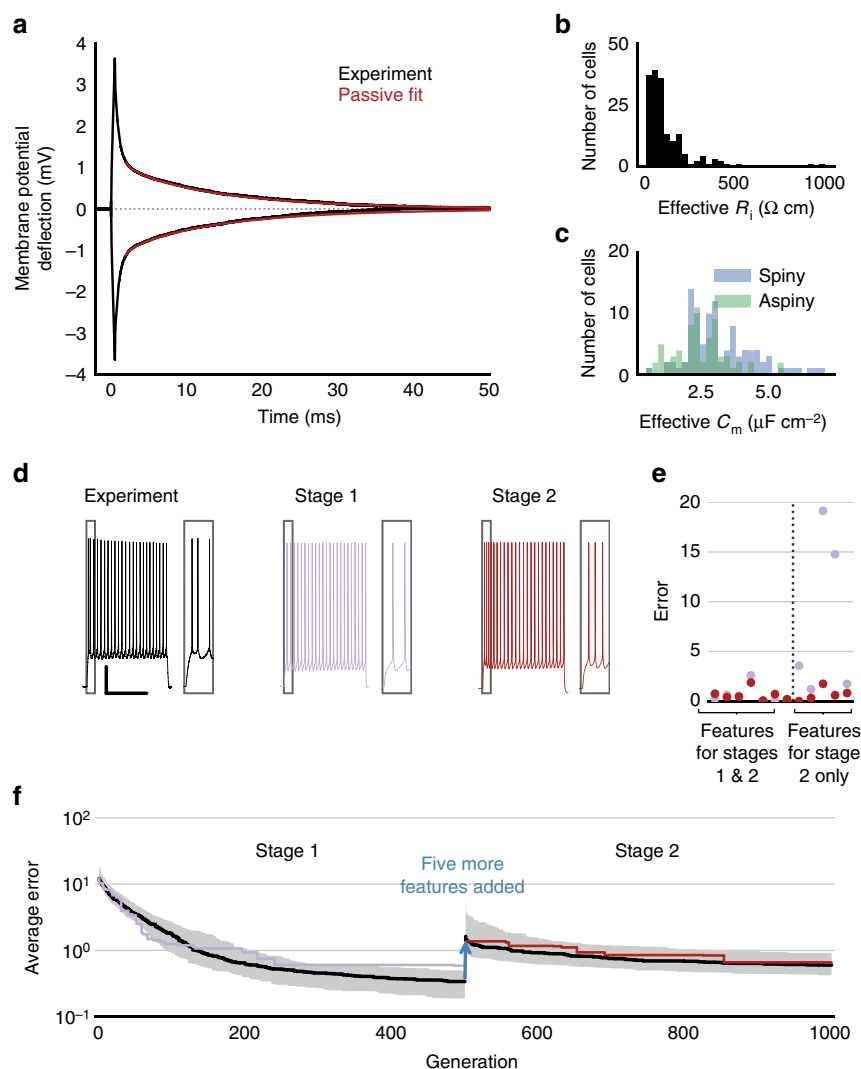 a
4
3
2
1
0
−1
−2
−3
−4
Membrane potential
deflection (mV)
Experiment
Passive fit
0
10
20
30
40
50
Time (ms)
b
50
25
0
Number of cells
0
500
1000
Effective Ri (Ω cm)
c
20
10
0
Number of cells
Spiny
Aspiny
2.5
5.0
Effective Cm (µF cm−2)
d
Experiment
Stage 1
Stage 2
e
20
15
10
5
0
Error
Features
for stages
1 & 2
Features
for stage
2 only
f
10²
10¹
10⁰
10−1
Average error
Stage 1
Five more
features added
Stage 2
0
200
400
600
800
1000
Generation